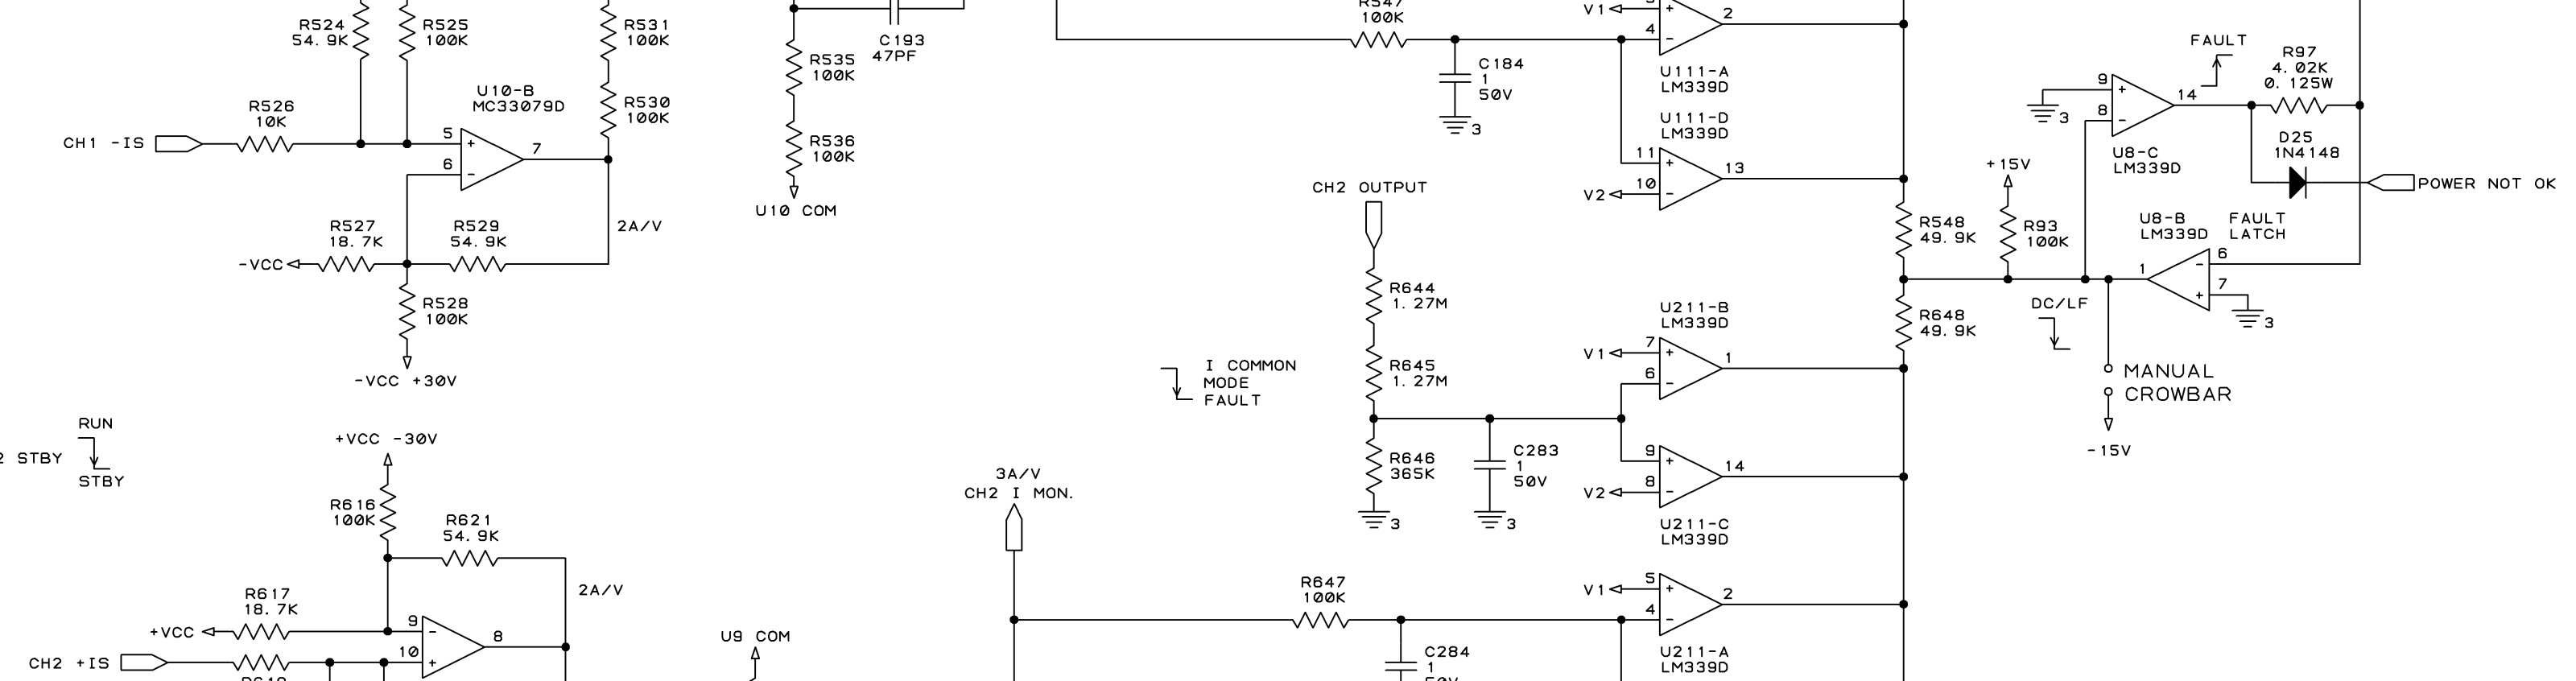 R524
54.9K
R525
100K
R531
100K
R526
10K
U10-B
MC33079D
R530
100K
CH1 -IS
5
+
6
-
7
R527
18.7K
R529
54.9K
2A/V
-VCC
R528
100K
-VCC +30V
C193
47PF
R535
100K
R536
100K
U10 COM
RUN
2 STBY
STBY
+VCC -30V
R616
100K
R621
54.9K
2A/V
R617
18.7K
+VCC
9
-
10
+
8
CH2 +IS
U9 COM
R547
100K
V1
+
4
-
2
U111-A
LM339D
C184
1
50V
3
U111-D
LM339D
11
+
10
-
13
V2
CH2 OUTPUT
R644
1.27M
R645
1.27M
R646
365K
3
I COMMON
MODE
FAULT
C283
1
50V
3
U211-B
LM339D
V1
7
+
6
-
1
9
+
8
-
14
V2
U211-C
LM339D
3A/V
CH2 I MON.
R647
100K
V1
5
+
4
-
2
U211-A
LM339D
C284
1
50V
R548
49.9K
R648
49.9K
+15V
R93
100K
FAULT
R97
4.02K
0.125W
9
+
8
-
14
3
U8-C
LM339D
D25
1N4148
POWER NOT OK
U8-B
LM339D
FAULT
LATCH
6
-
7
+
1
3
DC/LF
MANUAL
CROWBAR
-15V